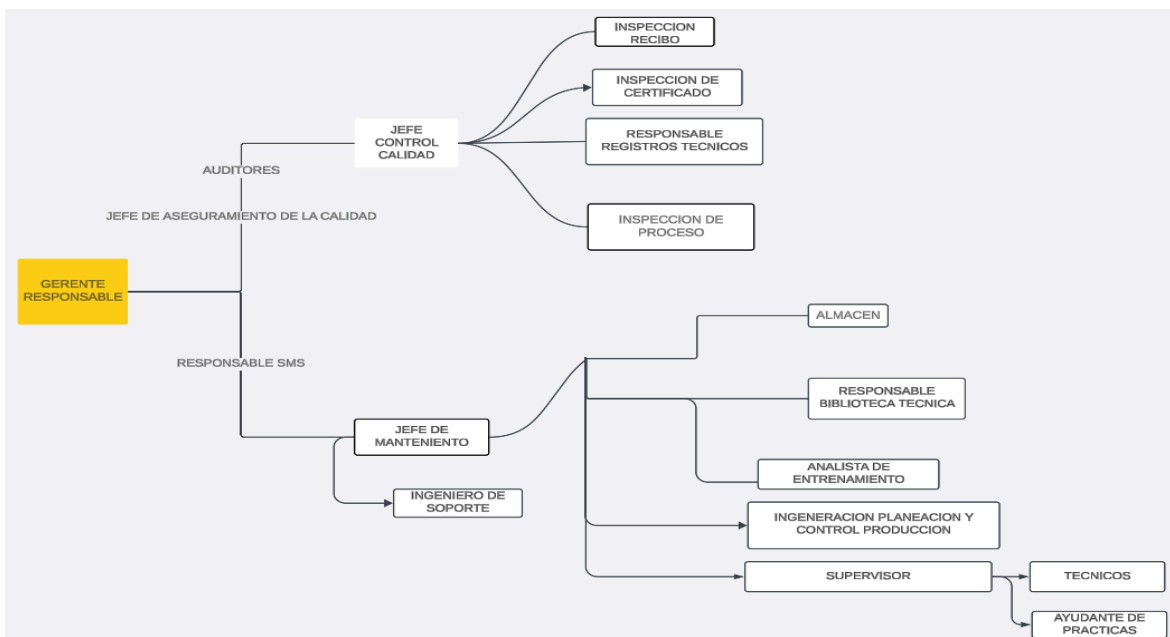 INSPECCION
RECIBO
INSPECCION DE
CERTIFICADO
JEFE
CONTROL
CALIDAD
RESPONSABLE
REGISTROS TECNICOS
AUDITORES
JEFE DE ASEGURAMIENTO DE LA CALIDAD
INSPECCION DE
PROCESO
GERENTE
RESPONSABLE
ALMACEN
RESPONSABLE SMS
RESPONSABLE
BIBLIOTECA TECNICA
JEFE DE
MANTENIENTO
ANALISTA DE
ENTRENAMIENTO
INGENIERO DE
SOPORTE
INGENERACION PLANEACION Y
CONTROL PRODUCCION
SUPERVISOR
TECNICOS
AYUDANTE DE
PRACTICAS